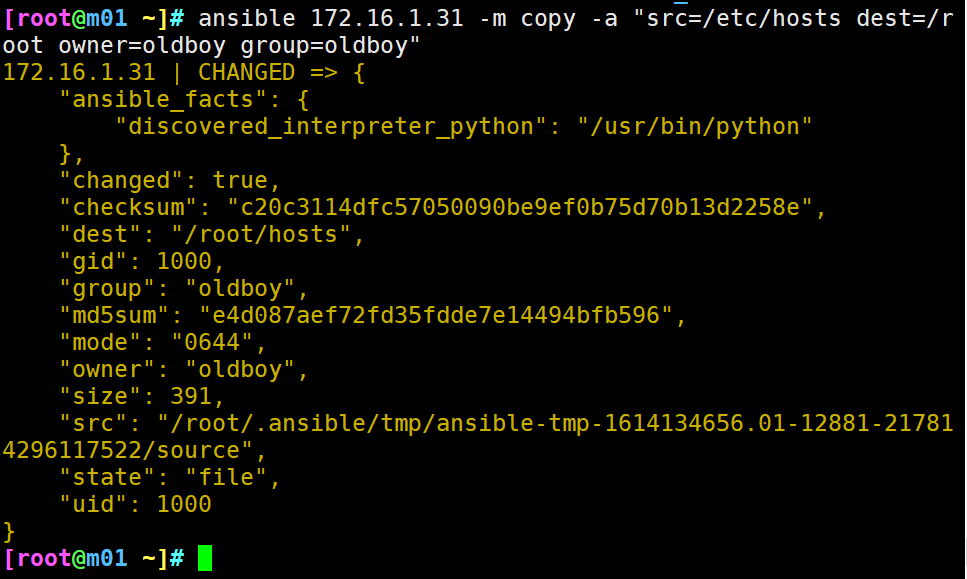 [root@m01 ~]# ansible 172.16.1.31 -m copy -a "src=/etc/hosts dest=/r
oot owner=oldboy group=oldboy"
172.16.1.31 | CHANGED => {
    "ansible_facts": {
        "discovered_interpreter_python": "/usr/bin/python"
    },
    "changed": true,
    "checksum": "c20c3114dfc57050090be9ef0b75d70b13d2258e",
    "dest": "/root/hosts",
    "gid": 1000,
    "group": "oldboy",
    "md5sum": "e4d087aef72fd35fdde7e14494bfb596",
    "mode": "0644",
    "owner": "oldboy",
    "size": 391,
    "src": "/root/.ansible/tmp/ansible-tmp-1614134656.01-12881-21781
4296117522/source",
    "state": "file",
    "uid": 1000
}
[root@m01 ~]#